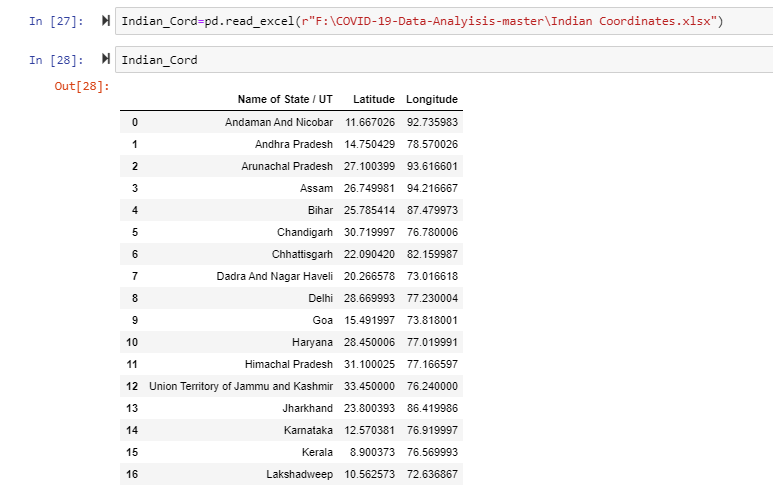 In [27]: Indian_Cord=pd.read_excel(r"F:\COVID-19-Data-Analyisis-master\Indian Coordinates.xlsx")
In [28]: Indian_Cord
Out[28]:
Name of State / UT Latitude Longitude
0 Andaman And Nicobar 11.667026 92.735983
1 Andhra Pradesh 14.750429 78.570026
2 Arunachal Pradesh 27.100399 93.616601
3 Assam 26.749981 94.216667
4 Bihar 25.785414 87.479973
5 Chandigarh 30.719997 76.780006
6 Chhattisgarh 22.090420 82.159987
7 Dadra And Nagar Haveli 20.266578 73.016618
8 Delhi 28.669993 77.230004
9 Goa 15.491997 73.818001
10 Haryana 28.450006 77.019991
11 Himachal Pradesh 31.100025 77.166597
12 Union Territory of Jammu and Kashmir 33.450000 76.240000
13 Jharkhand 23.800393 86.419986
14 Karnataka 12.570381 76.919997
15 Kerala 8.900373 76.569993
16 Lakshadweep 10.562573 72.636867